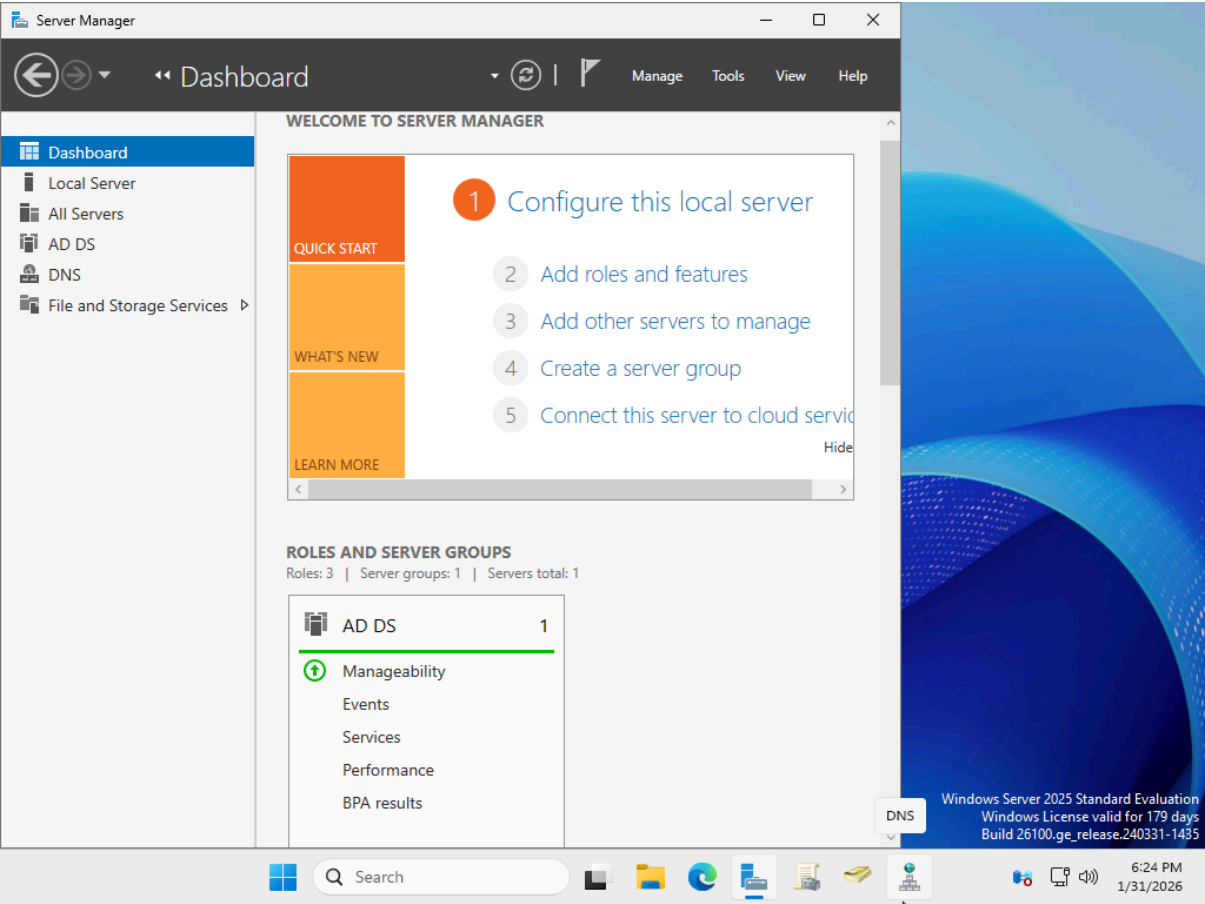 Server Manager
Dashboard
Manage Tools View Help
Dashboard
Local Server
All Servers
AD DS
DNS
File and Storage Services
WELCOME TO SERVER MANAGER
QUICK START
WHAT'S NEW
LEARN MORE
1 Configure this local server
2 Add roles and features
3 Add other servers to manage
4 Create a server group
5 Connect this server to cloud servic
Hide
ROLES AND SERVER GROUPS
Roles: 3 | Server groups: 1 | Servers total: 1
AD DS 1
Manageability
Events
Services
Performance
BPA results
DNS
Windows Server 2025 Standard Evaluation
Windows License valid for 179 days
Build 26100.ge_release.240331-1435
Search
6:24 PM
1/31/2026